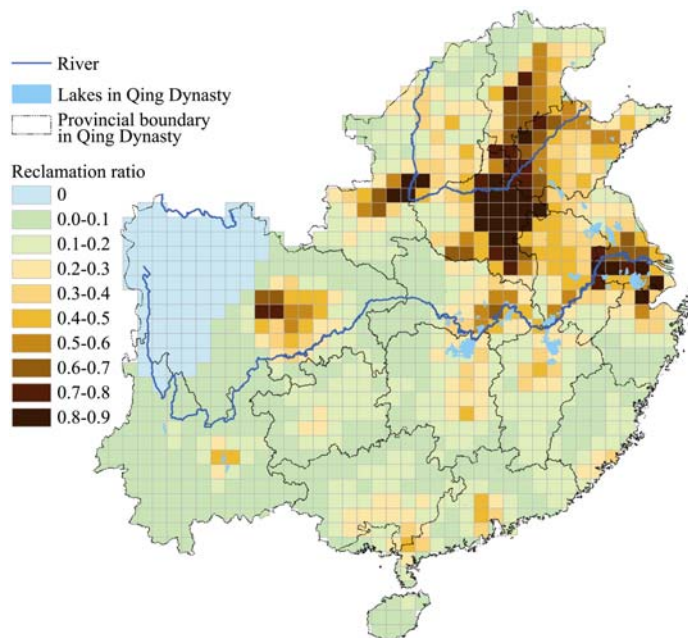 River
Lakes in Qing Dynasty
Provincial boundary
in Qing Dynasty
Reclamation ratio
0
0.0-0.1
0.1-0.2
0.2-0.3
0.3-0.4
0.4-0.5
0.5-0.6
0.6-0.7
0.7-0.8
0.8-0.9